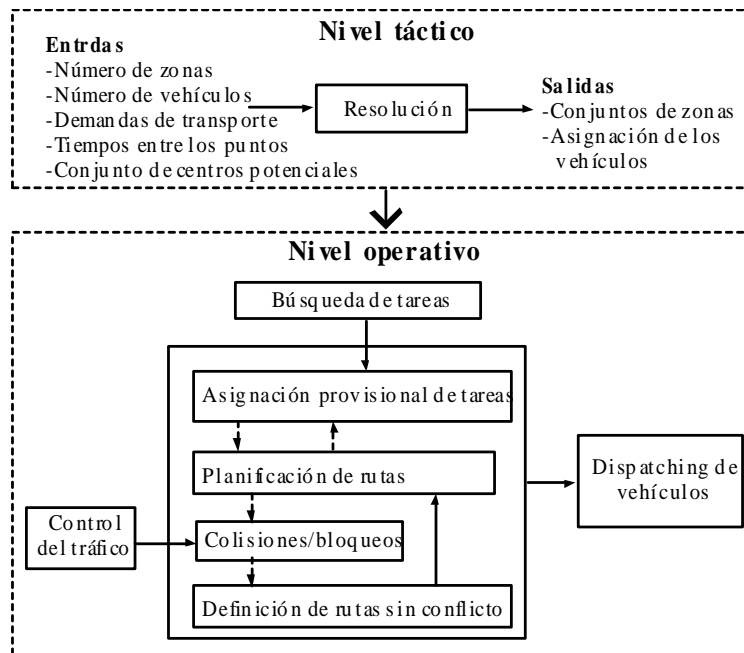 Nivel táctico
Entrdas
-Número de zonas
-Número de vehículos
-Demandas de transporte
-Tiempos entre los puntos
-Conjunto de centros potenciales
Resolución
Salidas
-Conjuntos de zonas
-Asignación de los
vehículos
Nivel operativo
Búsqueda de tareas
Asignación provisional de tareas
Planificación de rutas
Control
del tráfico
Colisiones/bloqueos
Definición de rutas sin conflicto
Dispatching de
vehículos